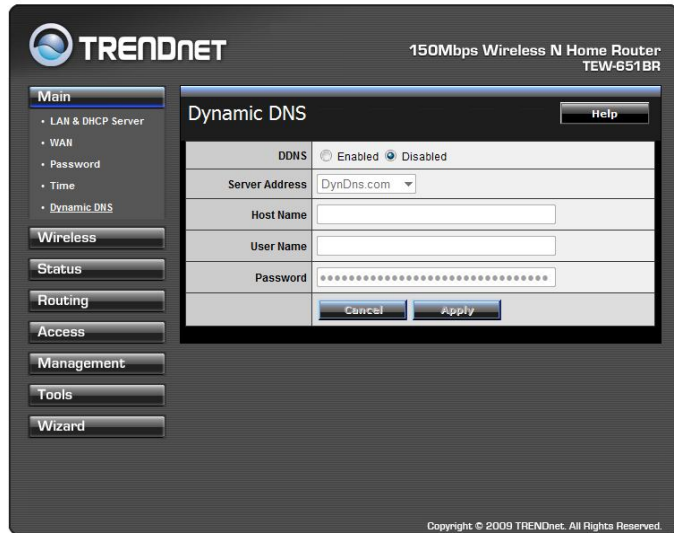 TRENDNET
150Mbps Wireless N Home Router
TEW-651BR
Main
• LAN & DHCP Server
• WAN
• Password
• Time
• Dynamic DNS
Wireless
Status
Routing
Access
Management
Tools
Wizard
Dynamic DNS
Help
DDNS Enabled Disabled
Server Address DynDns.com
Host Name
User Name
Password ••••••••••••••••••••••••••••••••
Cancel Apply
Copyright © 2009 TRENDnet. All Rights Reserved.